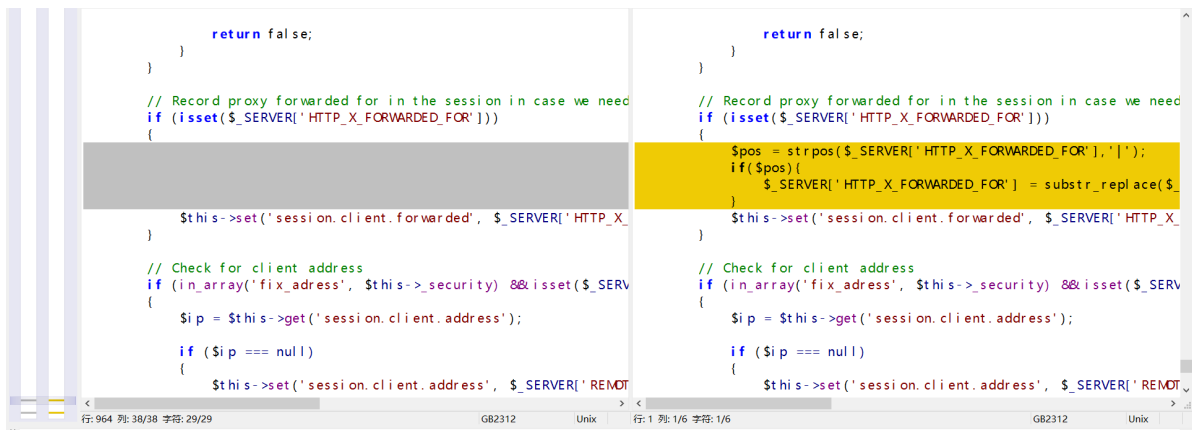 return false;
}
}
// Record proxy forwarded for in the session in case we need
if (isset($_SERVER['HTTP_X_FORWARDED_FOR']))
{
$this->set('session.client.forwarded', $_SERVER['HTTP_X_
}
// Check for client address
if (in_array('fix_adress', $this->_security) && isset($_SERV
{
$ip = $this->get('session.client.address');
if ($ip === null)
{
$this->set('session.client.address', $_SERVER['REMOT
行: 964 列: 38/38 字符: 29/29
GB2312
Unix
return false;
}
}
// Record proxy forwarded for in the session in case we need
if (isset($_SERVER['HTTP_X_FORWARDED_FOR']))
{
$pos = strpos($_SERVER['HTTP_X_FORWARDED_FOR'],'|');
if($pos){
$_SERVER['HTTP_X_FORWARDED_FOR'] = substr_replace($_
}
$this->set('session.client.forwarded', $_SERVER['HTTP_X_
}
// Check for client address
if (in_array('fix_adress', $this->_security) && isset($_SERV
{
$ip = $this->get('session.client.address');
if ($ip === null)
{
$this->set('session.client.address', $_SERVER['REMOT
行: 1 列: 1/6 字符: 1/6
GB2312
Unix